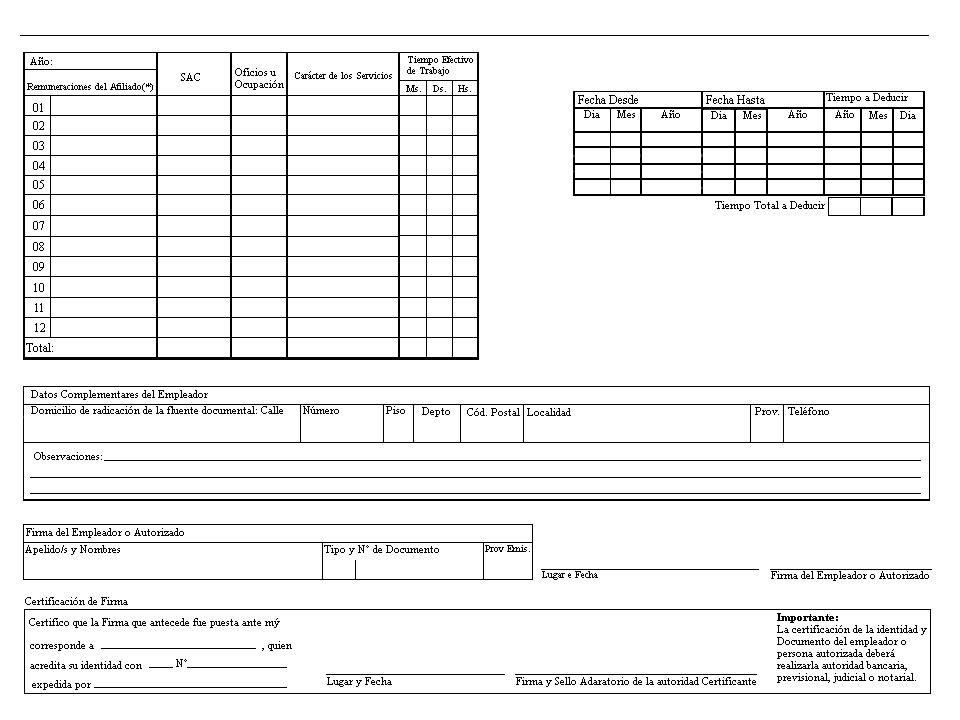 Año:
Remuneraciones del Afiliado(**)
SAC
Oficios u
Ocupación
Carácter de los Servicios
Tiempo Efectivo
de Trabajo
Ms. Ds. Hs.
01
02
03
04
05
06
07
08
09
10
11
12
Total:
Fecha Desde Fecha Hasta Tiempo a Deducir
Dia Mes Año Dia Mes Año Año Mes Dia
Tiempo Total a Deducir
Datos Complementares del Empleador
Domicilio de radicación de la fluente documental: Calle Número Piso Depto Cód. Postal Localidad Prov. Teléfono
Observaciones:
Firma del Empleador o Autorizado
Apelido/s y Nombres Tipo y N° de Documento Prov Emis.
Lugar e Fecha Firma del Empleador o Autorizado
Certificación de Firma
Certifico que la Firma que antecede fue puesta ante mý
corresponde a , quien
acredita su identidad con N°
expedida por
Lugar y Fecha Firma y Sello Adaratorio de la autoridad Certificante
Importante:
La certificación de la identidad y
Documento del empleador o
persona autorizada deberá
realizarla autoridad bancaria,
previsional, judicial o notarial.